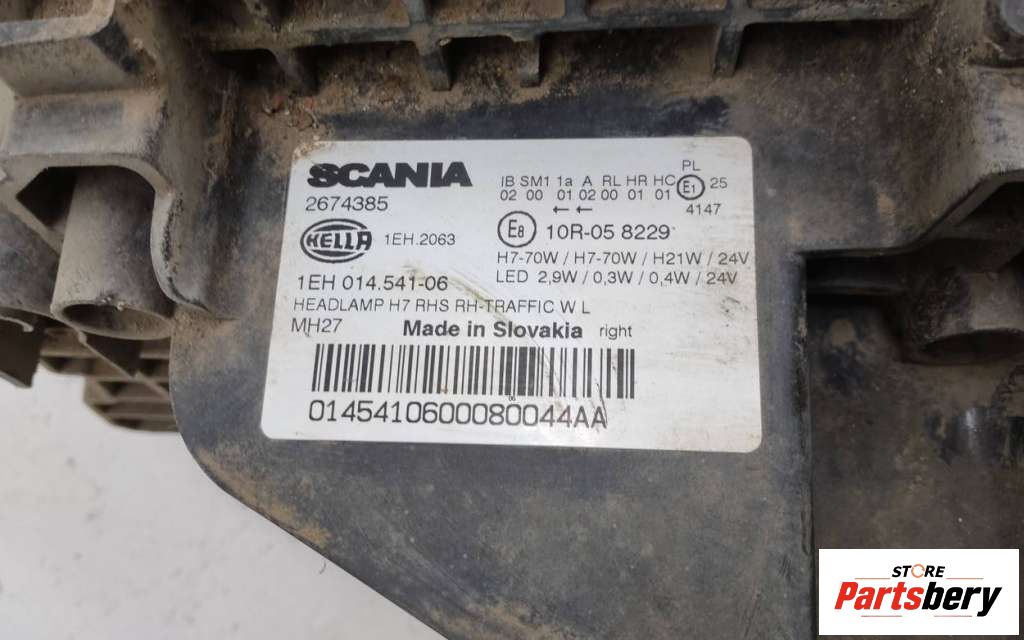 SCANIA
2674385
HELLA 1EH.2063
1EH 014.541-06
HEADLAMP H7 RHS RH-TRAFFIC W L
MH27 Made in Slovakia right
IB SM1 1a A RL HR HC PL
02 00 01 02 00 01 01 E1 25
←← 4147
E8 10R-05 8229
H7-70W / H7-70W / H21W / 24V
LED 2,9W / 0,3W / 0,4W / 24V
06
0145410600080044AA
STORE
Partsbery